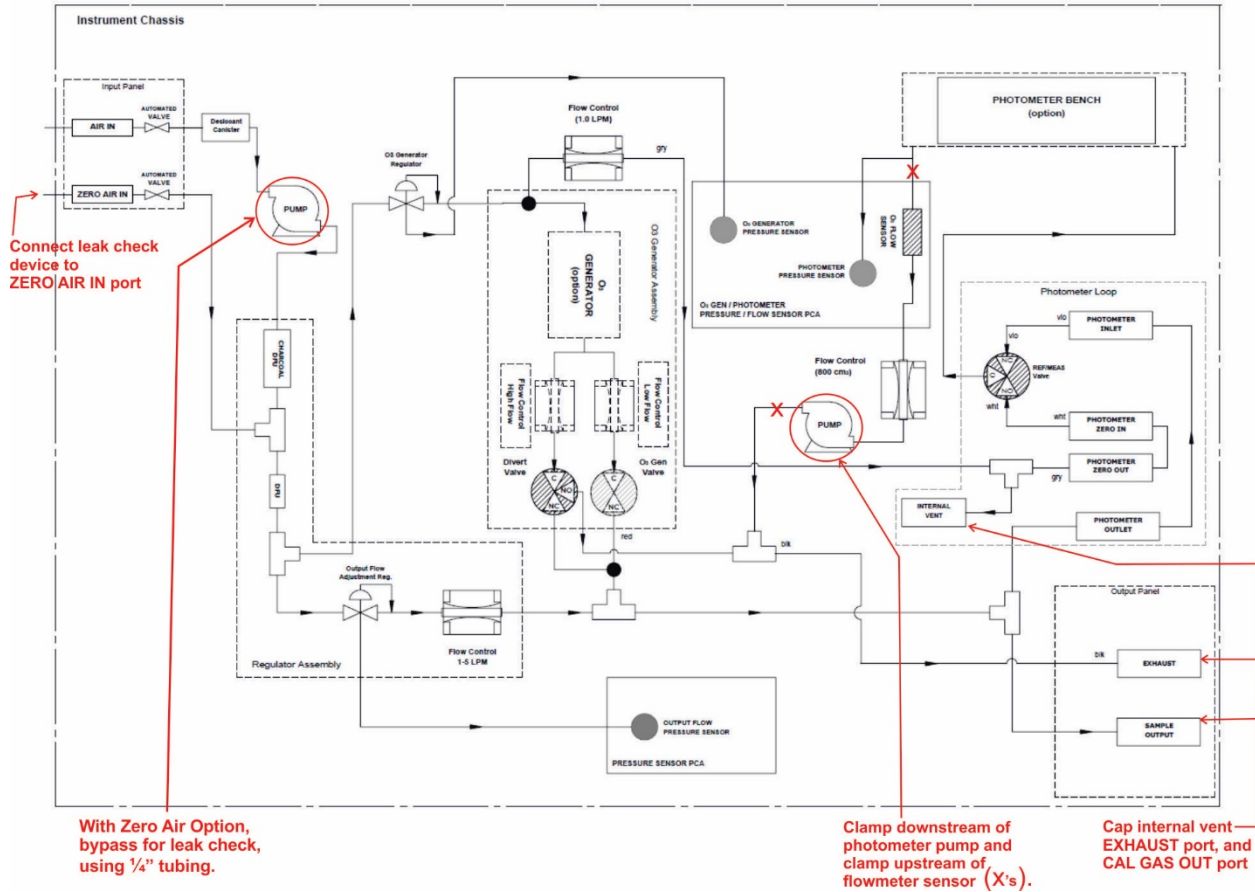 Instrument Chassis
Input Panel
AUTOMATED
VALVE
AIR IN
Desiccant
Canister
AUTOMATED
VALVE
ZERO AIR IN
PUMP
Connect leak check
device to
ZERO AIR IN port
O3 Generator
Regulator
Flow Control
(1.0 LPM)
gry
PHOTOMETER BENCH
(option)
X
O₃ GENERATOR
PRESSURE SENSOR
O₃ FLOW
SENSOR
PHOTOMETER
PRESSURE SENSOR
O₃ GEN / PHOTOMETER
PRESSURE / FLOW SENSOR PCA
O3 Generator Assembly
O₃
GENERATOR
(option)
Flow Control
High Flow
Flow Control
Low Flow
Divert
Valve
O₃ Gen
Valve
C
NO
NC
C
NC
red
CHARCOAL
DFU
DFU
Output Flow
Adjustment Reg.
Flow Control
1-5 LPM
Regulator Assembly
Flow Control
(800 cm₃)
X
PUMP
blk
Photometer Loop
vio
PHOTOMETER
INLET
vio
NC
C
NO
REF/MEAS
Valve
wht
wht
PHOTOMETER
ZERO IN
PHOTOMETER
ZERO OUT
gry
INTERNAL
VENT
PHOTOMETER
OUTLET
Output Panel
blk
EXHAUST
SAMPLE
OUTPUT
OUTPUT FLOW
PRESSURE SENSOR
PRESSURE SENSOR PCA
With Zero Air Option,
bypass for leak check,
using ¼” tubing.
Clamp downstream of
photometer pump and
clamp upstream of
flowmeter sensor (X's).
Cap internal vent
EXHAUST port, and
CAL GAS OUT port